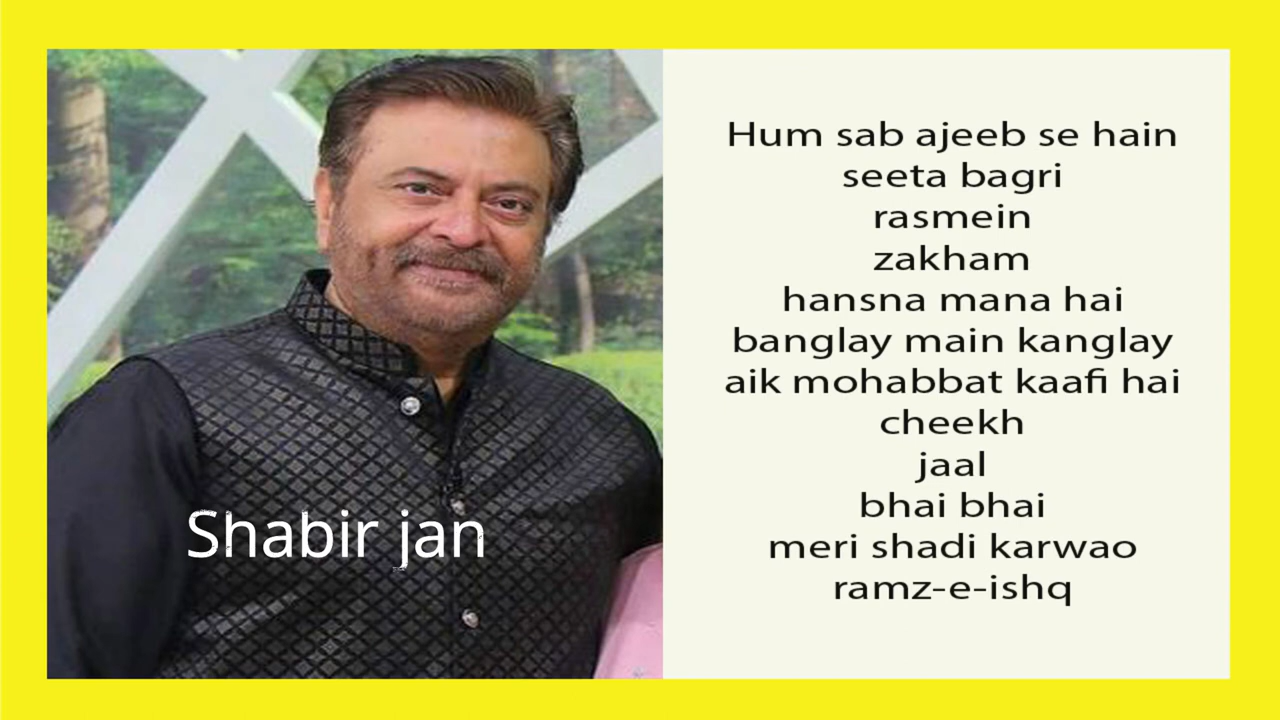 Shabir jan
Hum sab ajeeb se hain
seeta bagri
rasmein
zakham
hansna mana hai
banglay main kanglay
aik mohabbat kaafi hai
cheekh
jaal
bhai bhai
meri shadi karwao
ramz-e-ishq